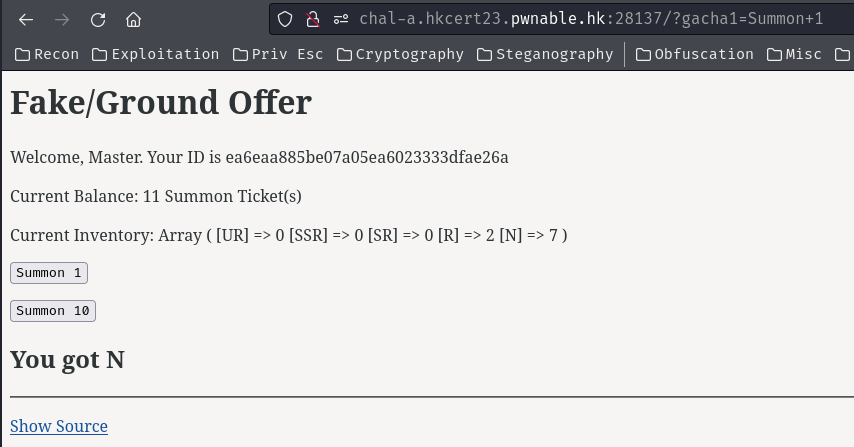 chal-a.hkcert23.pwnable.hk:28137/?gacha1=Summon+1
Recon Exploitation Priv Esc Cryptography Steganography Obfuscation Misc
Fake/Ground Offer
Welcome, Master. Your ID is ea6eaa885be07a05ea6023333dfae26a
Current Balance: 11 Summon Ticket(s)
Current Inventory: Array ( [UR] => 0 [SSR] => 0 [SR] => 0 [R] => 2 [N] => 7 )
Summon 1
Summon 10
You got N
Show Source